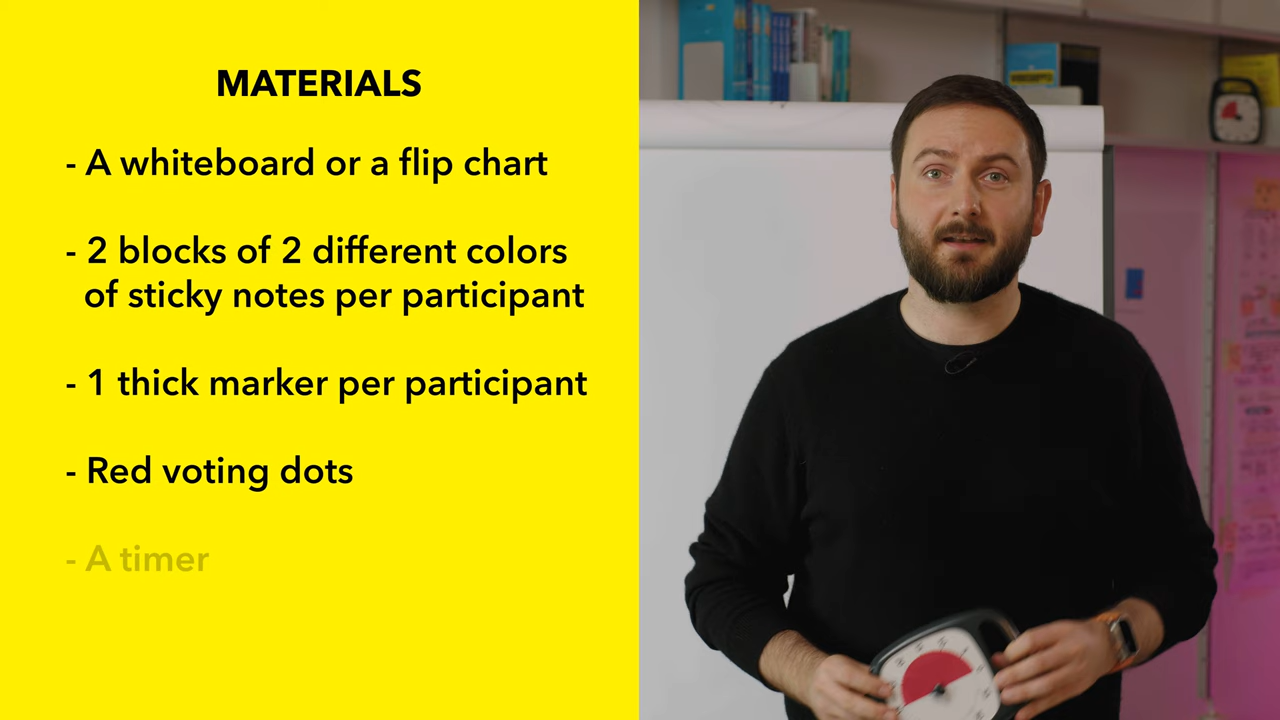 MATERIALS
- A whiteboard or a flip chart
- 2 blocks of 2 different colors
of sticky notes per participant
- 1 thick marker per participant
- Red voting dots
- A timer